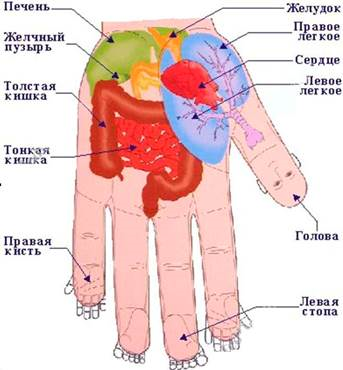 Печень
Желчный
пузырь
Толстая
кишка
Тонкая
кишка
Правая
кисть
Желудок
Правое
легкое
Сердце
Левое
легкое
Голова
Левая
стопа